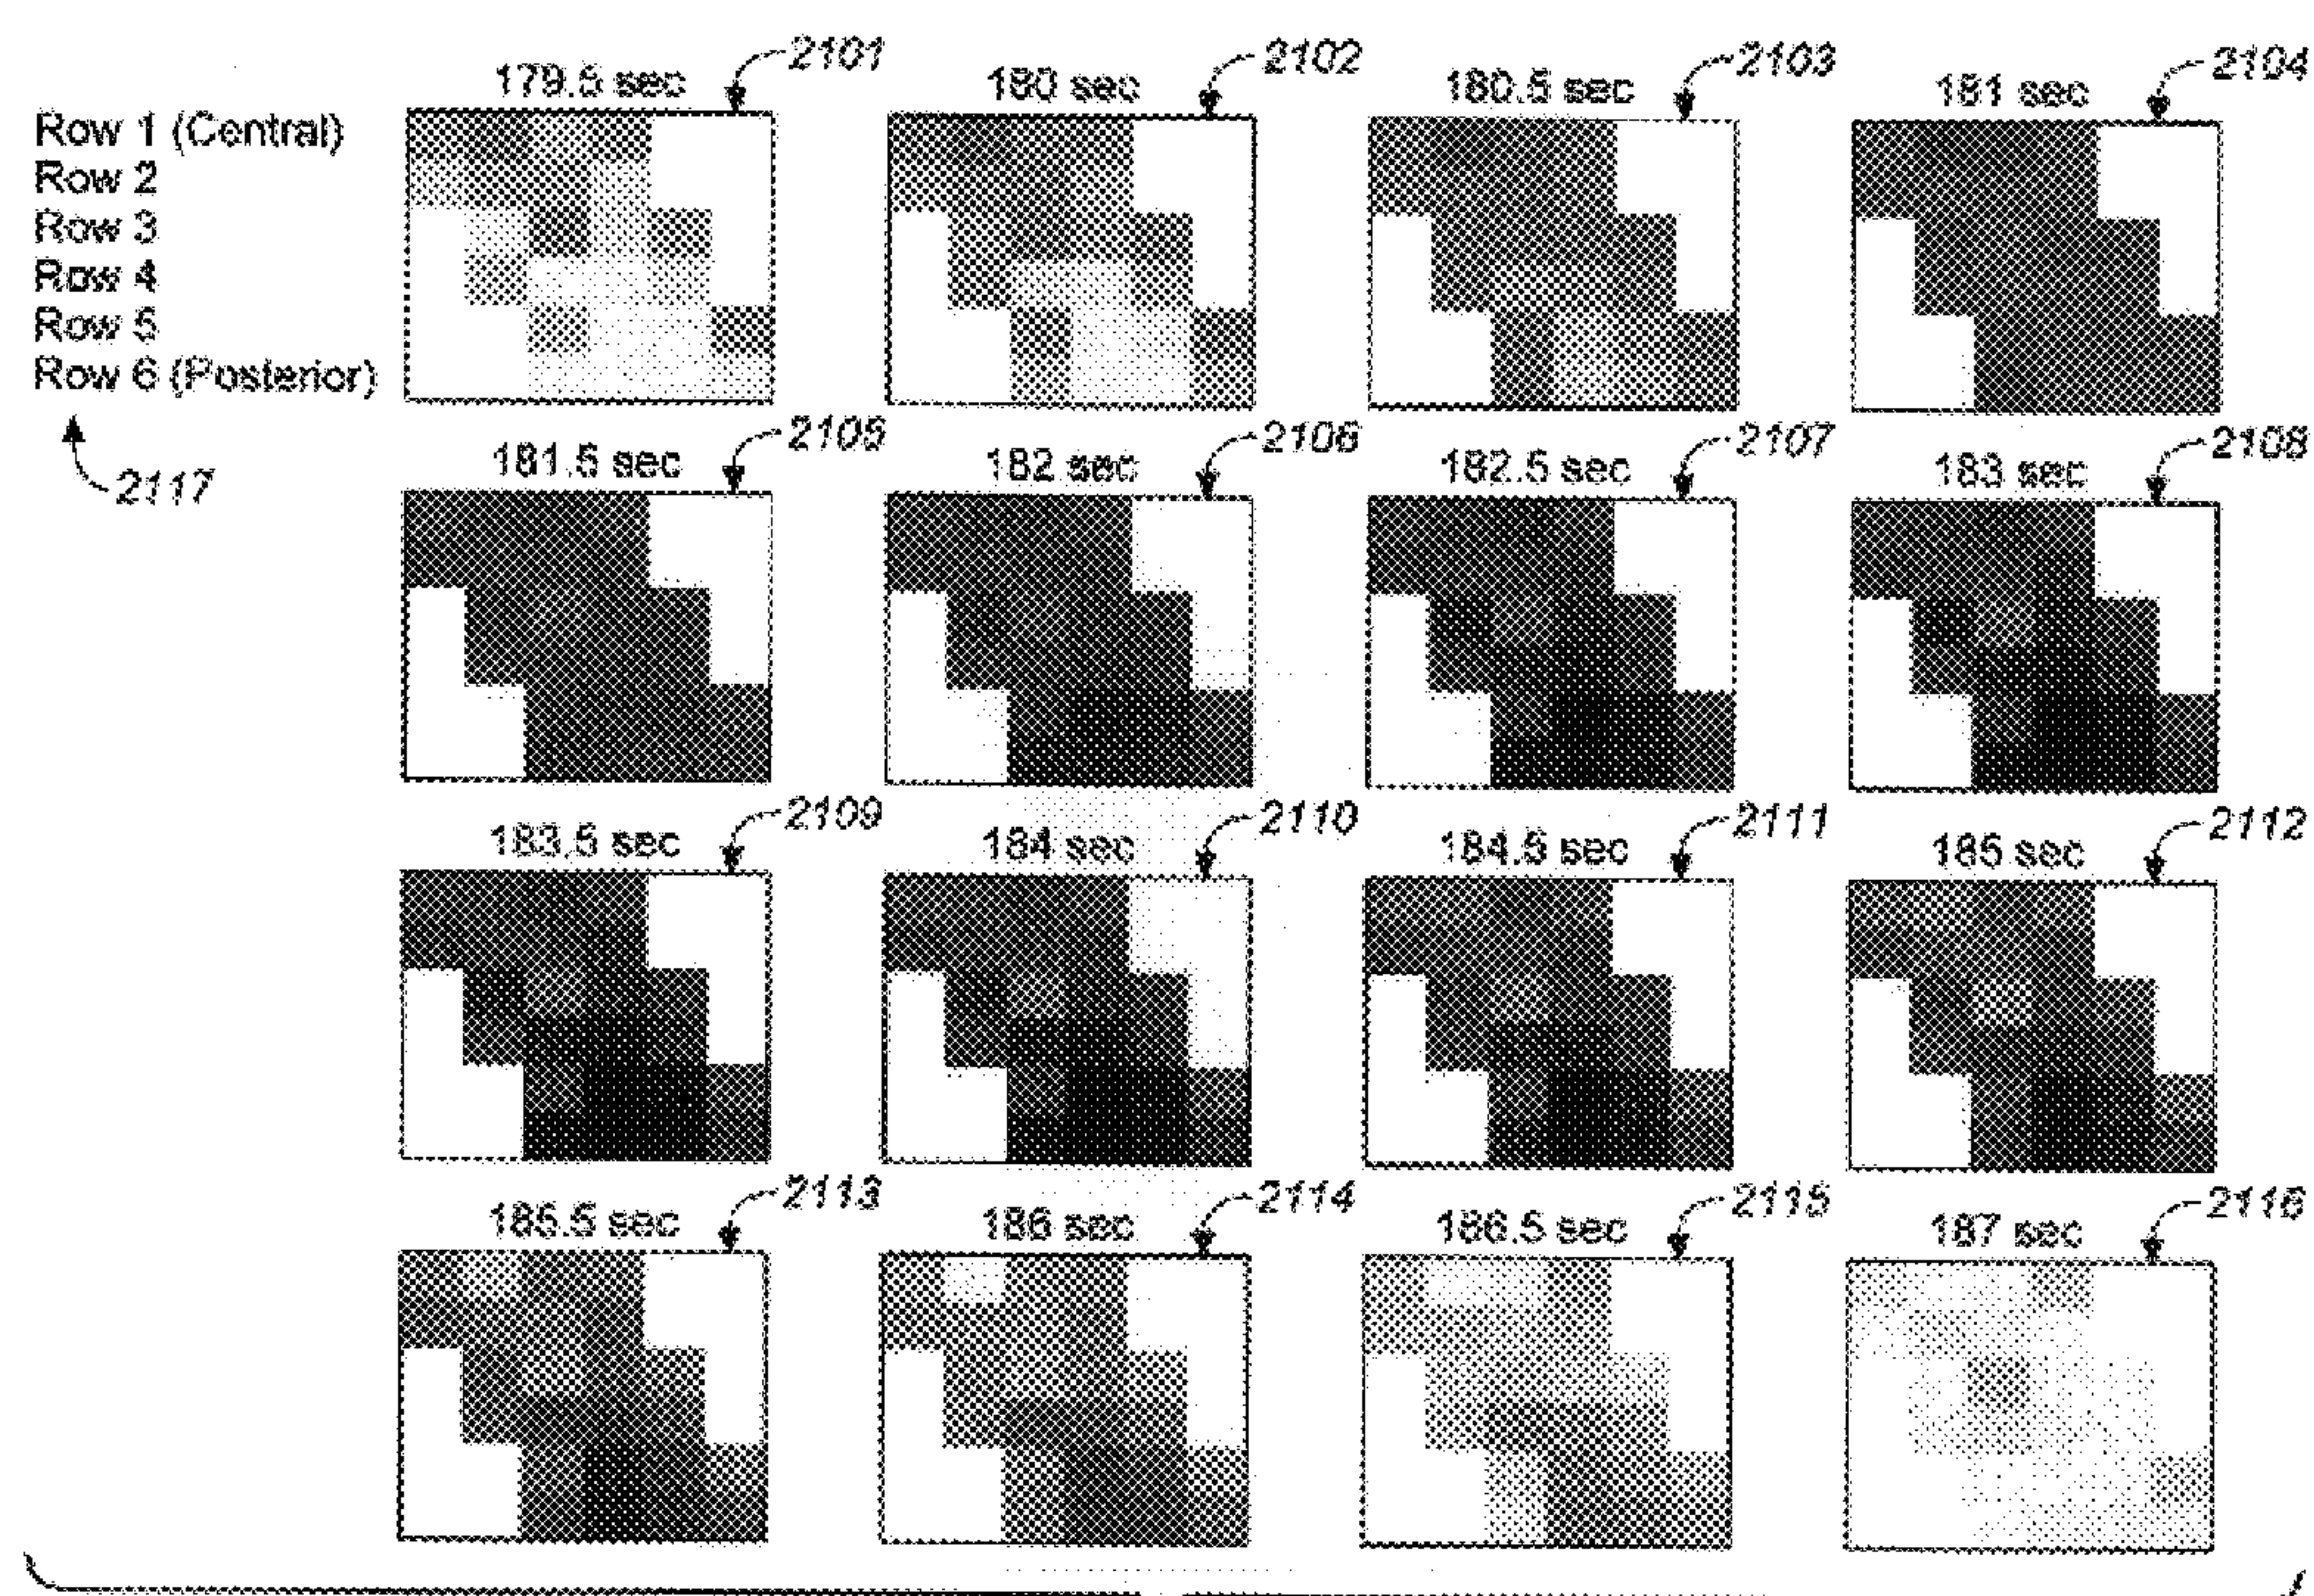 179.5 sec 2101 180 sec 2102 180.5 sec 2103 181 sec 2104
Row 1 (Central)
Row 2
Row 3
Row 4
Row 5
Row 6 (Posterior)
2117
181.5 sec 2105 182 sec 2106 182.5 sec 2107 183 sec 2108
183.5 sec 2109 184 sec 2110 184.5 sec 2111 185 sec 2112
185.5 sec 2113 186 sec 2114 186.5 sec 2115 187 sec 2116